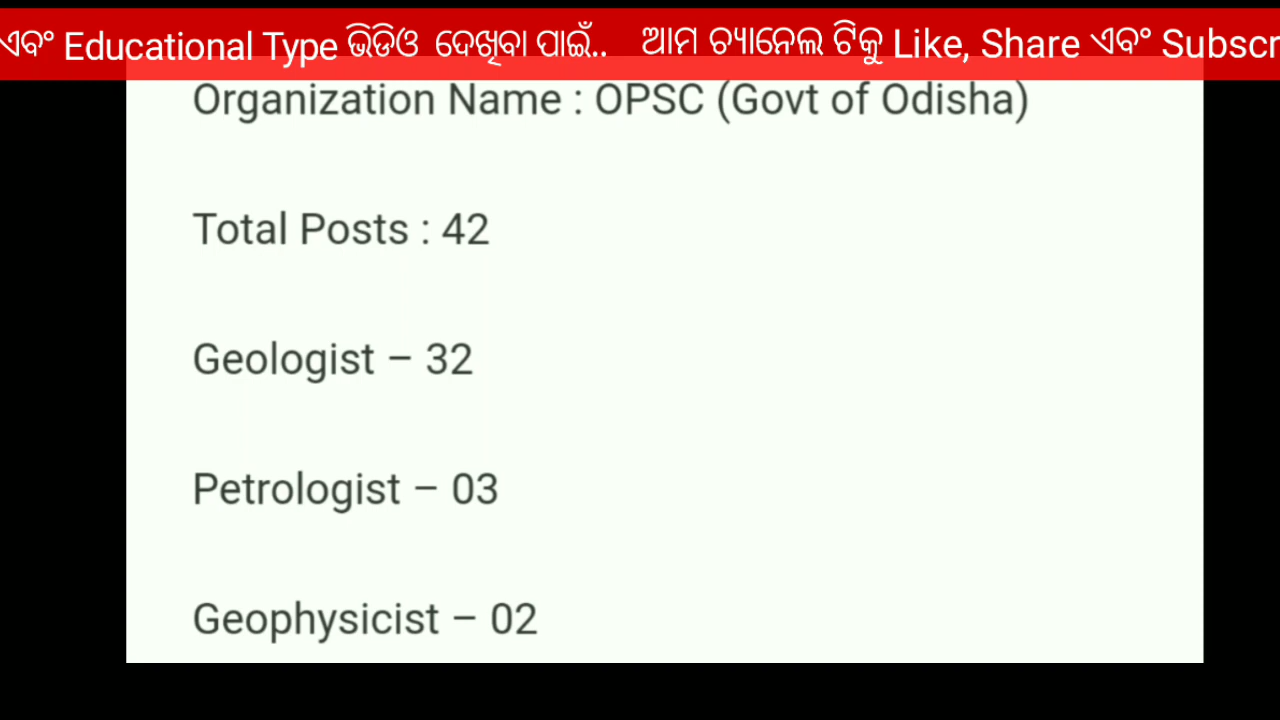 ଏବଂ Educational Type ଭିଡିଓ ଦେଖିବା ପାଇଁ.. ଆମ ଚ୍ୟାନେଲ ଟିକୁ Like, Share ଏବଂ Subscr
Organization Name : OPSC (Govt of Odisha)
Total Posts : 42
Geologist – 32
Petrologist – 03
Geophysicist – 02